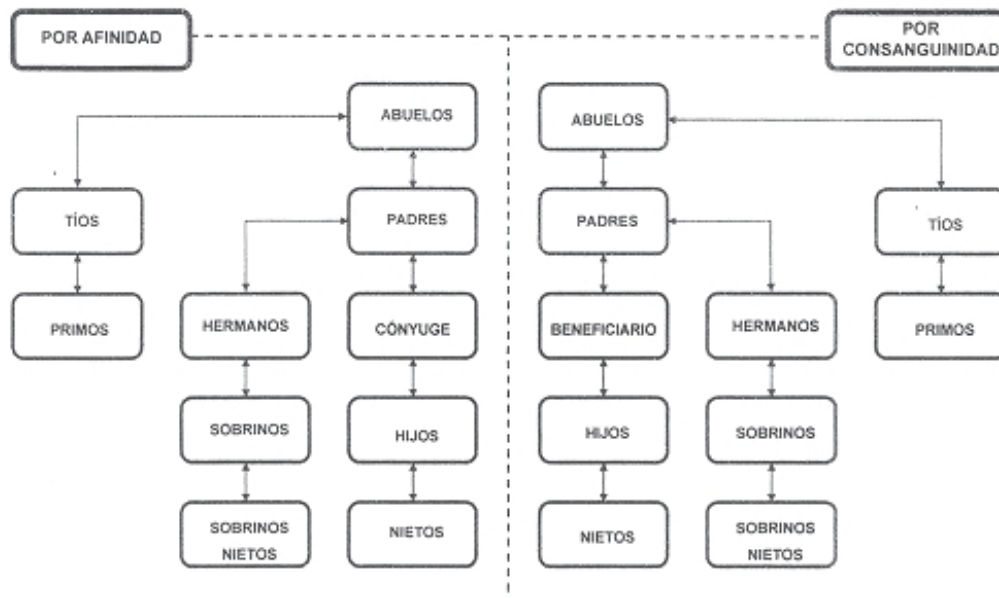 POR AFINIDAD
POR
CONSANGUINIDAD
ABUELOS
ABUELOS
TÍOS
PADRES
PADRES
TÍOS
PRIMOS
HERMANOS
CÓNYUGE
BENEFICIARIO
HERMANOS
PRIMOS
SOBRINOS
HIJOS
HIJOS
SOBRINOS
SOBRINOS
NIETOS
NIETOS
NIETOS
SOBRINOS
NIETOS